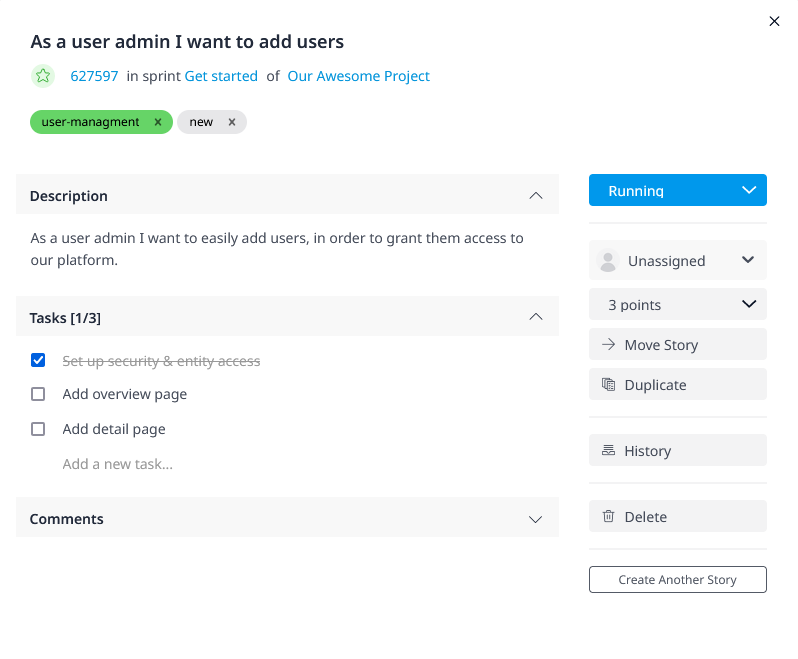 As a user admin I want to add users
627597 in sprint Get started of Our Awesome Project
user-managment x new x
Description
As a user admin I want to easily add users, in order to grant them access to
our platform.
Tasks [1/3]
Set up security & entity access
Add overview page
Add detail page
Add a new task...
Comments
Running
Unassigned
3 points
Move Story
Duplicate
History
Delete
Create Another Story